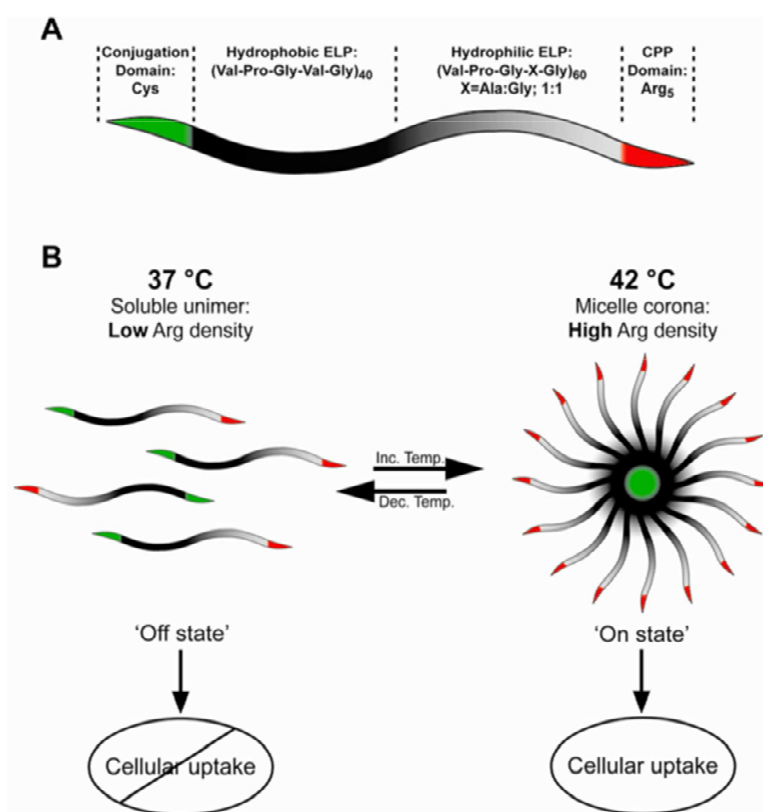 A
Conjugation
Domain:
Cys
Hydrophobic ELP:
(Val-Pro-Gly-Val-Gly)40
Hydrophilic ELP:
(Val-Pro-Gly-X-Gly)60
X=Ala:Gly; 1:1
CPP
Domain:
Arg5
B
37 °C
Soluble unimer:
Low Arg density
42 °C
Micelle corona:
High Arg density
Inc. Temp.
Dec. Temp.
'Off state'
'On state'
Cellular uptake
Cellular uptake